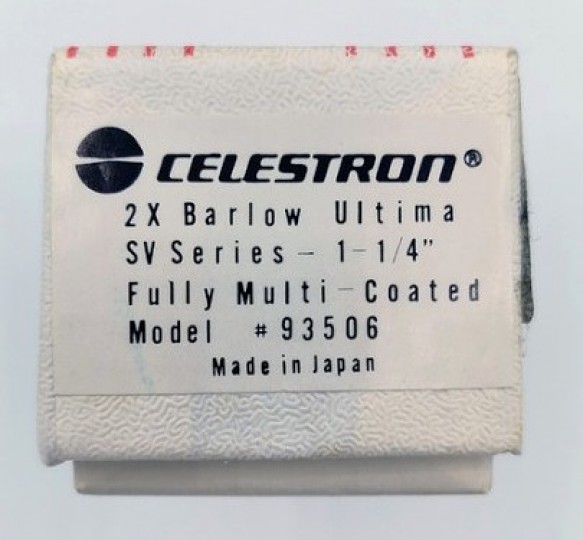 CELESTRON®
2X Barlow Ultima
SV Series - 1-1/4"
Fully Multi-Coated
Model #93506
Made in Japan